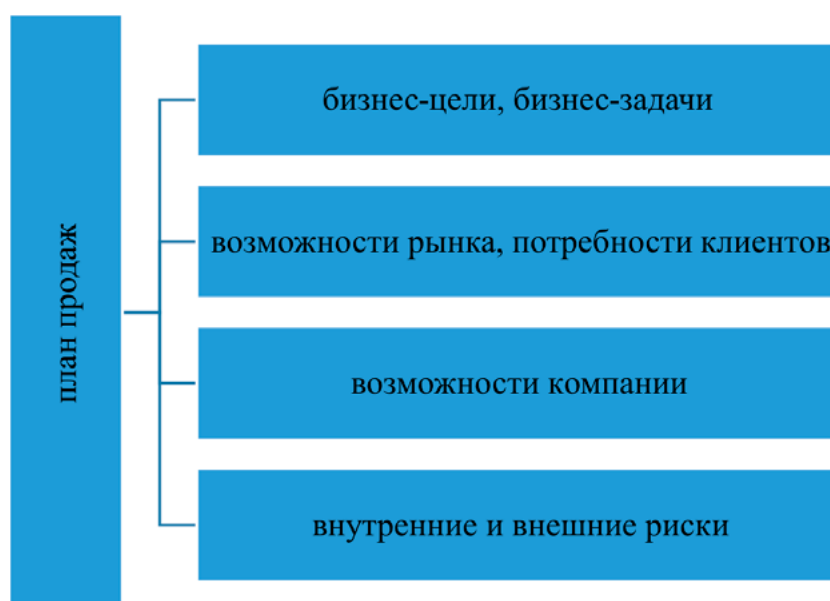 план продаж
бизнес-цели, бизнес-задачи
возможности рынка, потребности клиентов
возможности компании
внутренние и внешние риски